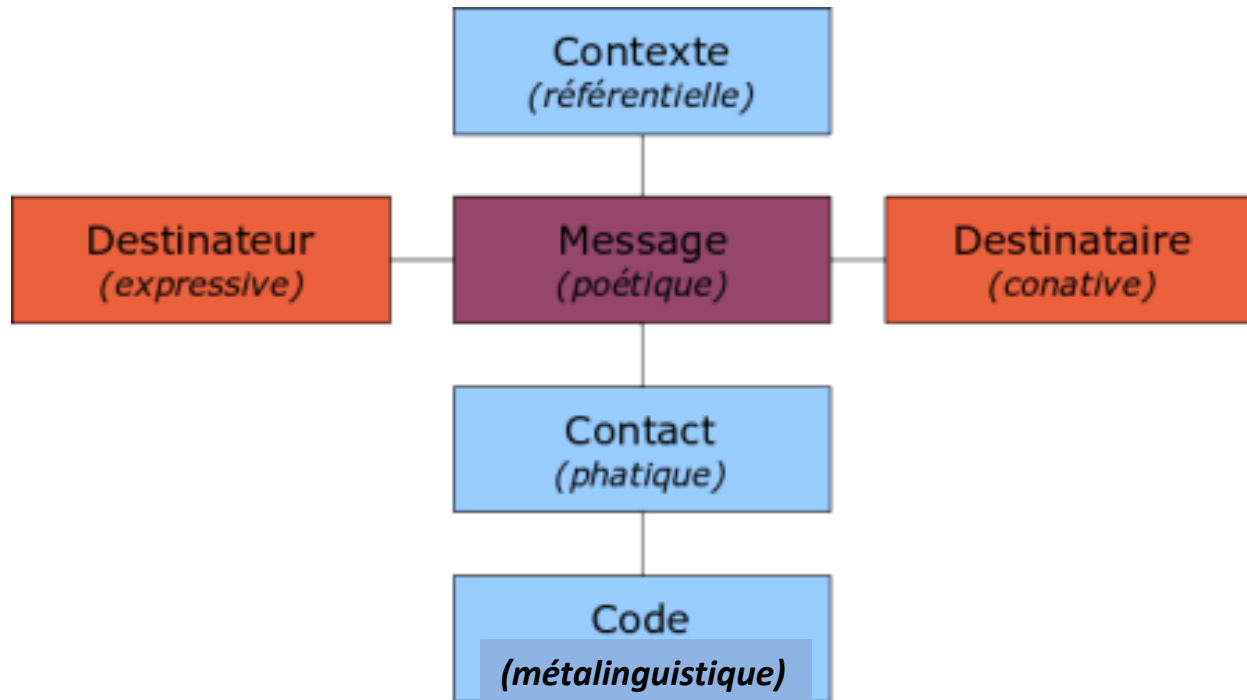 Contexte
(référentielle)
Destinateur
(expressive)
Message
(poétique)
Destinataire
(conative)
Contact
(phatique)
Code
(métalinguistique)